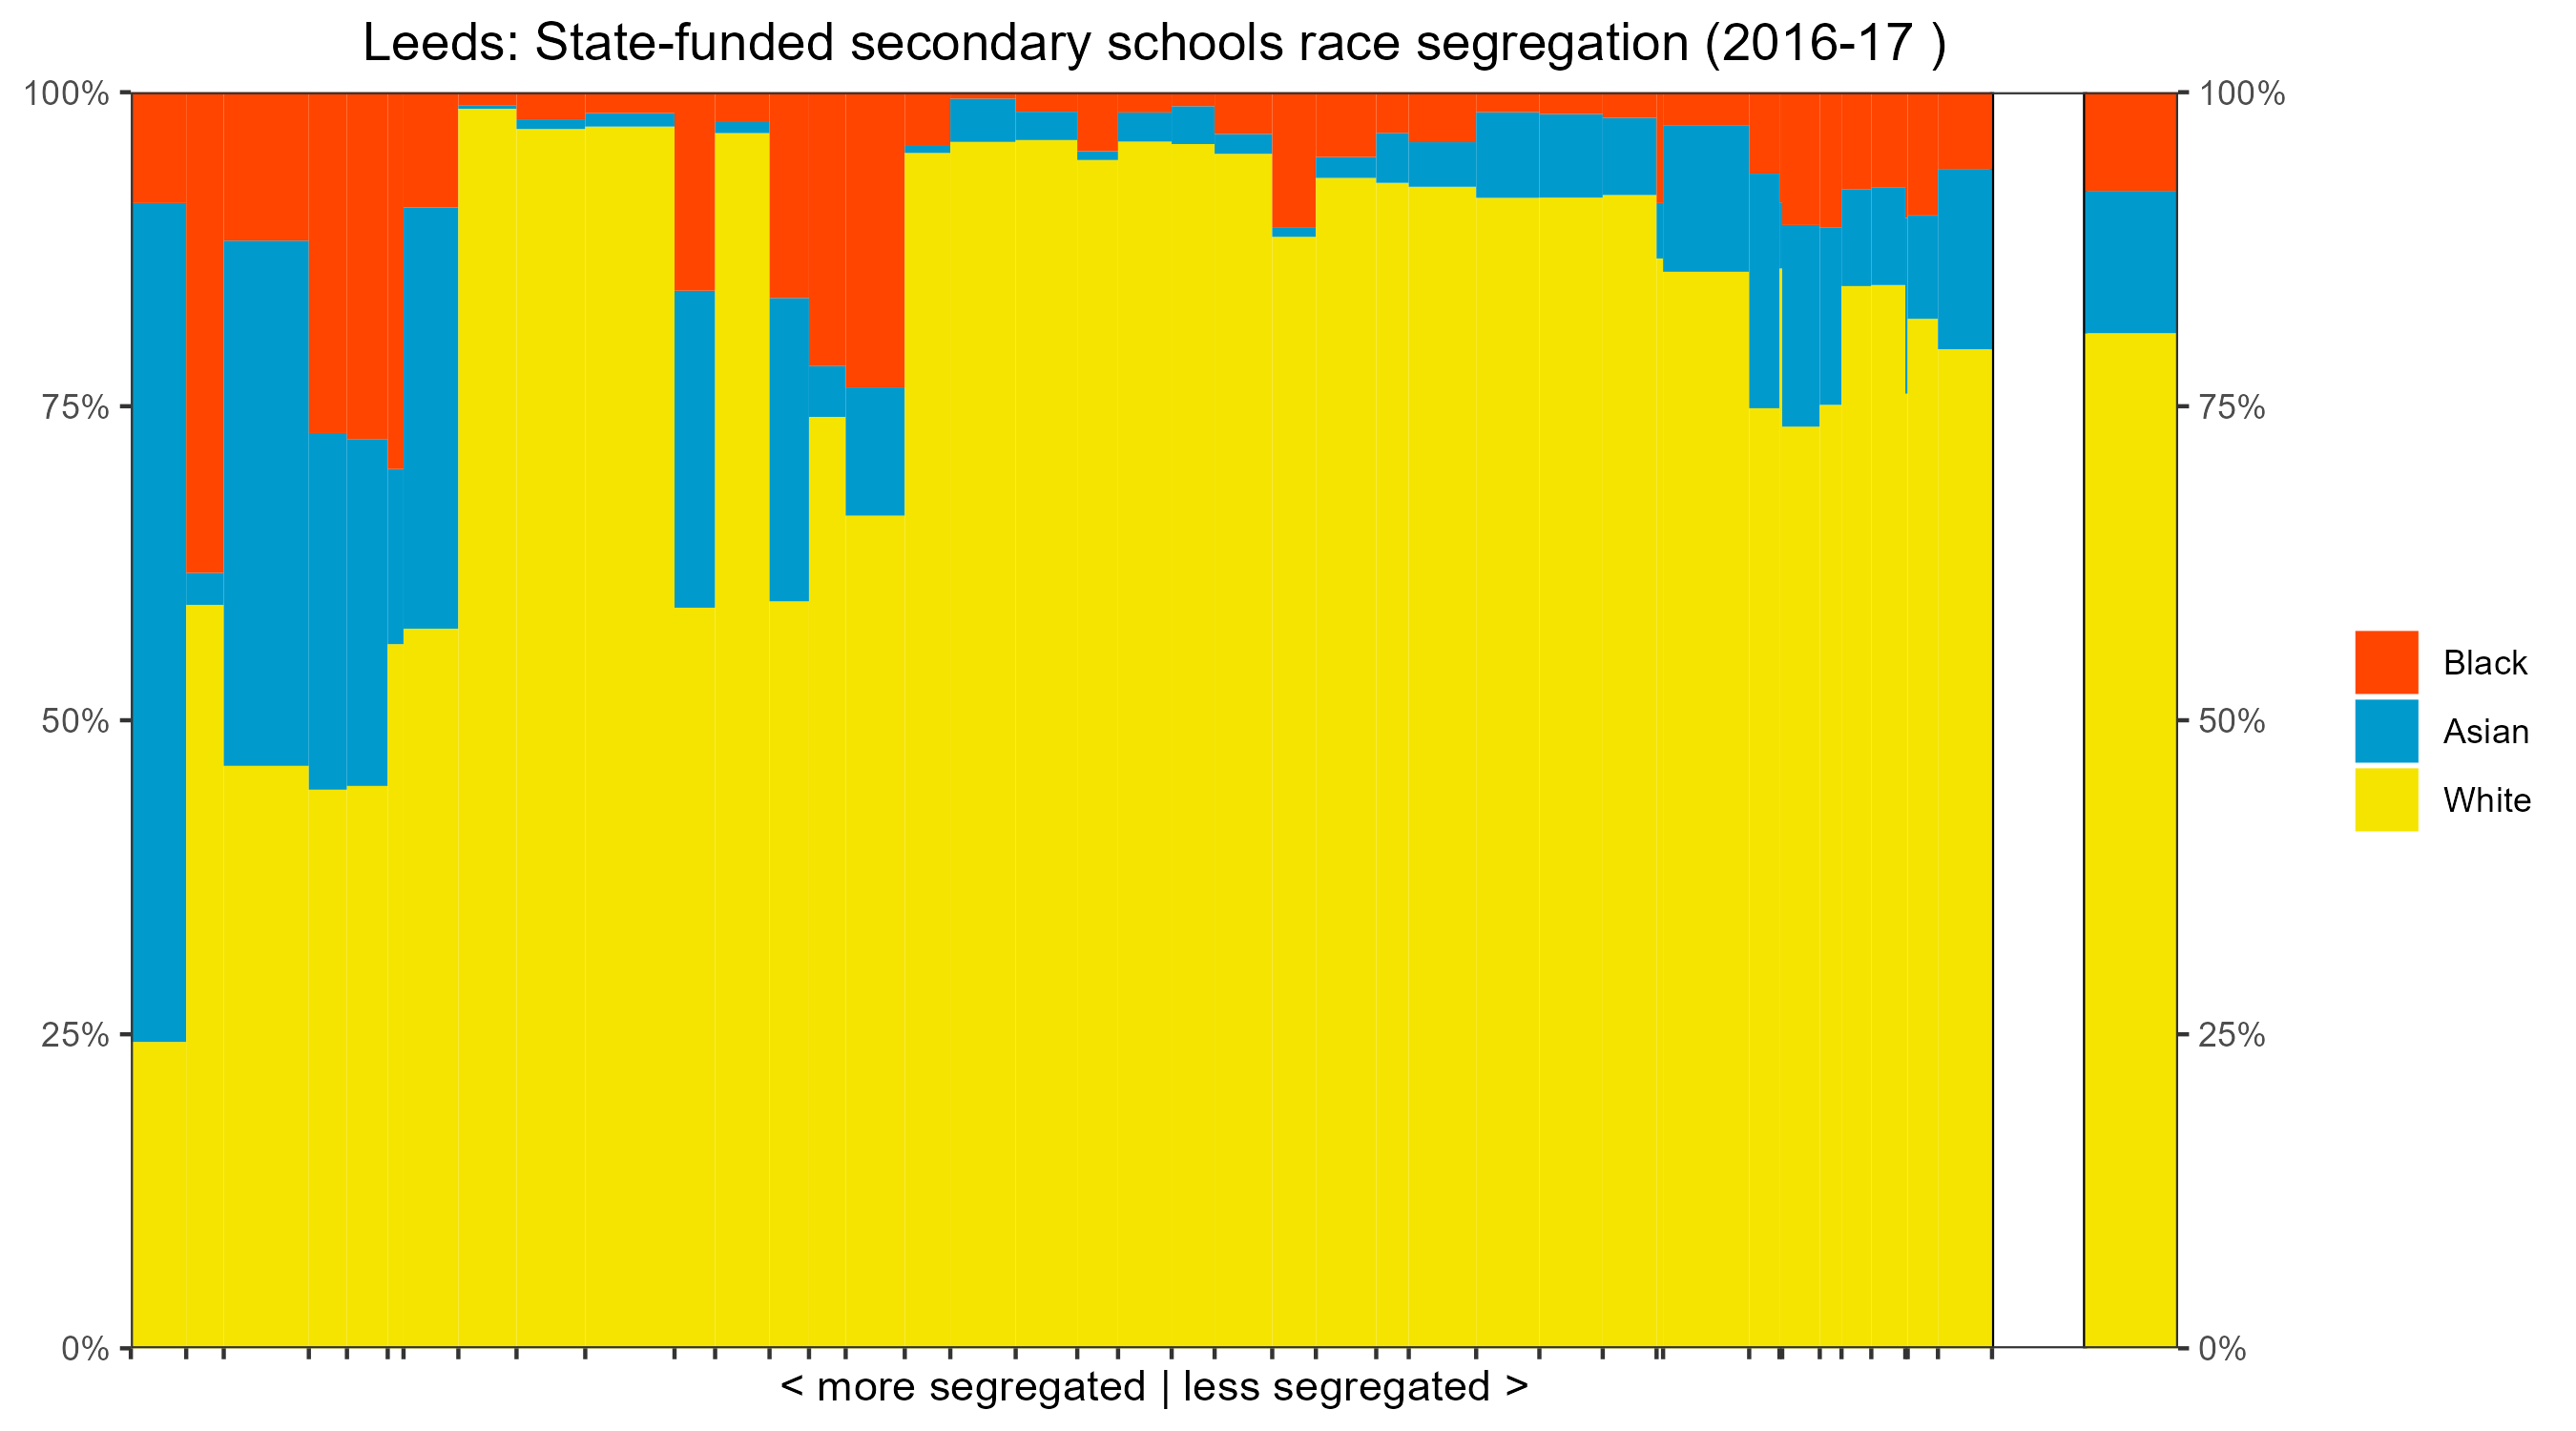 Leeds: State-funded secondary schools race segregation (2016-17 )
100%
75%
50%
25%
0%
100%
75%
50%
25%
0%
Black
Asian
White
< more segregated | less segregated >